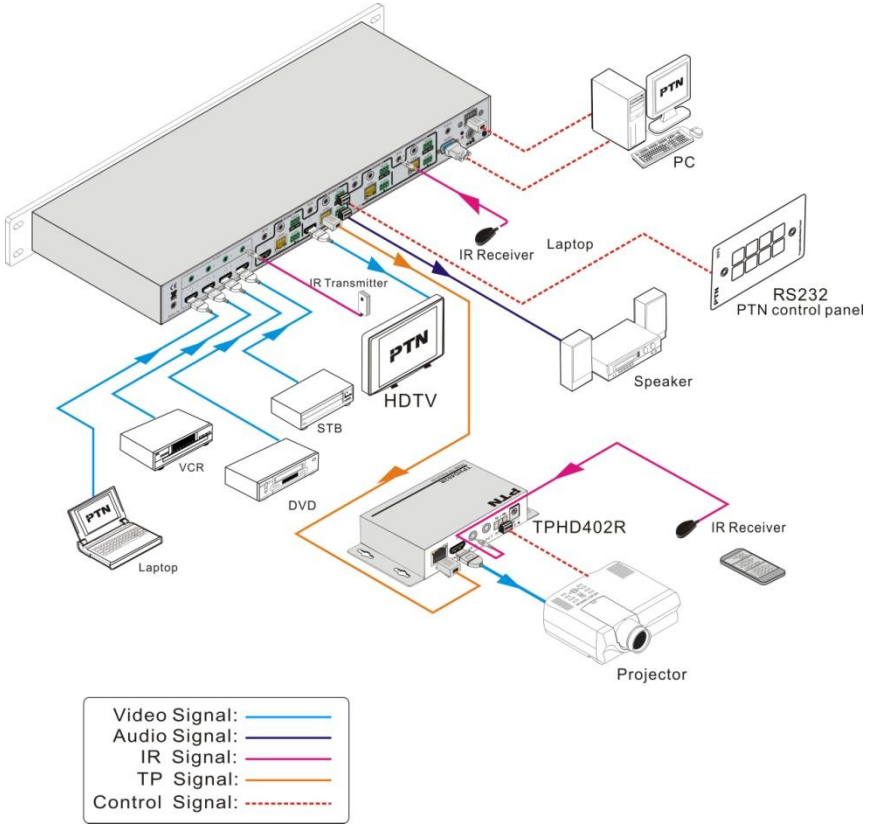 PTN
PC
IR Receiver
Laptop
IR Transmitter
PTN
RS232
PTN control panel
PTN
HDTV
Speaker
STB
VCR
DVD
PTN
Laptop
PTN
TPHD402R
IR Receiver
Projector
Video Signal:
Audio Signal:
IR Signal:
TP Signal:
Control Signal: